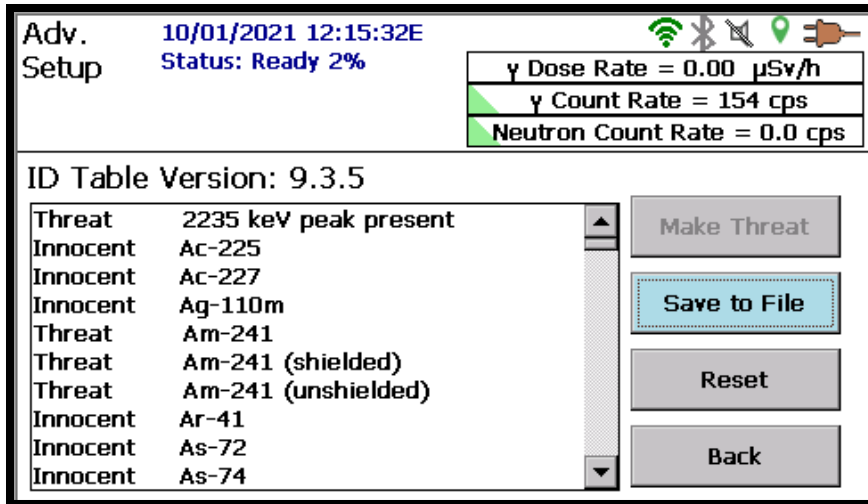 Adv. Setup
10/01/2021 12:15:32E
Status: Ready 2%
γ Dose Rate = 0.00 µSv/h
γ Count Rate = 154 cps
Neutron Count Rate = 0.0 cps
ID Table Version: 9.3.5
Threat 2235 keV peak present
Innocent Ac-225
Innocent Ac-227
Innocent Ag-110m
Threat Am-241
Threat Am-241 (shielded)
Threat Am-241 (unshielded)
Innocent Ar-41
Innocent As-72
Innocent As-74
Make Threat
Save to File
Reset
Back